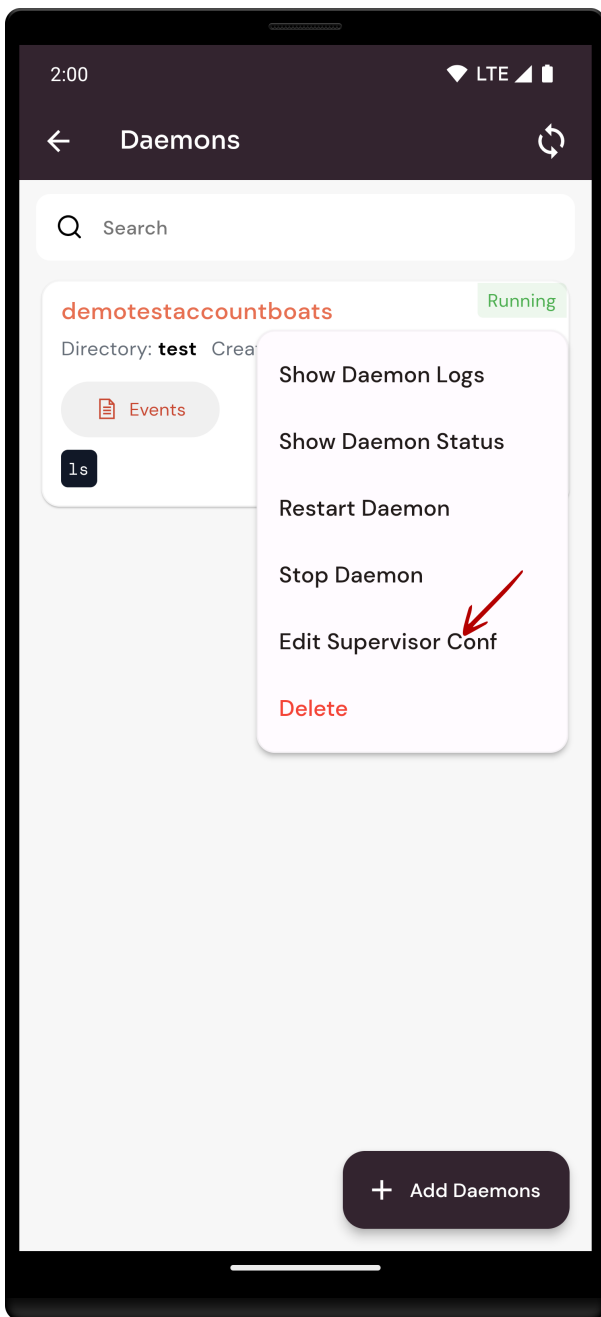 2:00 LTE
Daemons
Search
demotestaccountboats Running
Directory: test
Events
ls
Show Daemon Logs
Show Daemon Status
Restart Daemon
Stop Daemon
Edit Supervisor Conf
Delete
+ Add Daemons